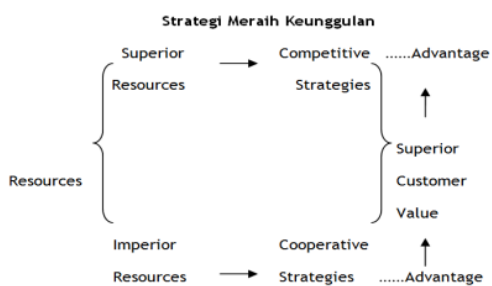 Strategi Meraih Keunggulan
Superior Competitive ......Advantage
Resources Strategies
Superior
Resources Customer
Value
Imperior Cooperative
Resources Strategies ......Advantage